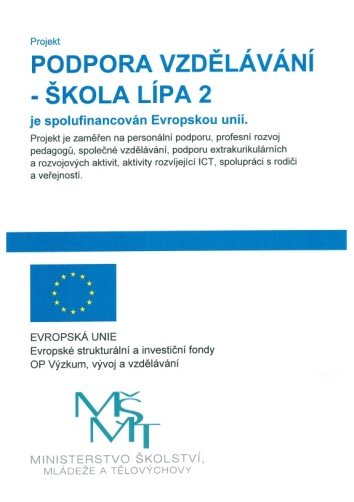 Projekt
PODPORA VZDĚLÁVÁNÍ
- ŠKOLA LÍPA 2
je spolufinancován Evropskou unií.
Projekt je zaměřen na personální podporu, profesní rozvoj
pedagogů, společné vzdělávání, podporu extrakurikulárních
a rozvojových aktivit, aktivity rozvíjející ICT, spolupráci s rodiči
a veřejností.
EVROPSKÁ UNIE
Evropské strukturální a investiční fondy
OP Výzkum, vývoj a vzdělávání
MŠ
MT
MINISTERSTVO ŠKOLSTVÍ,
MLÁDEŽE A TĚLOVÝCHOVY